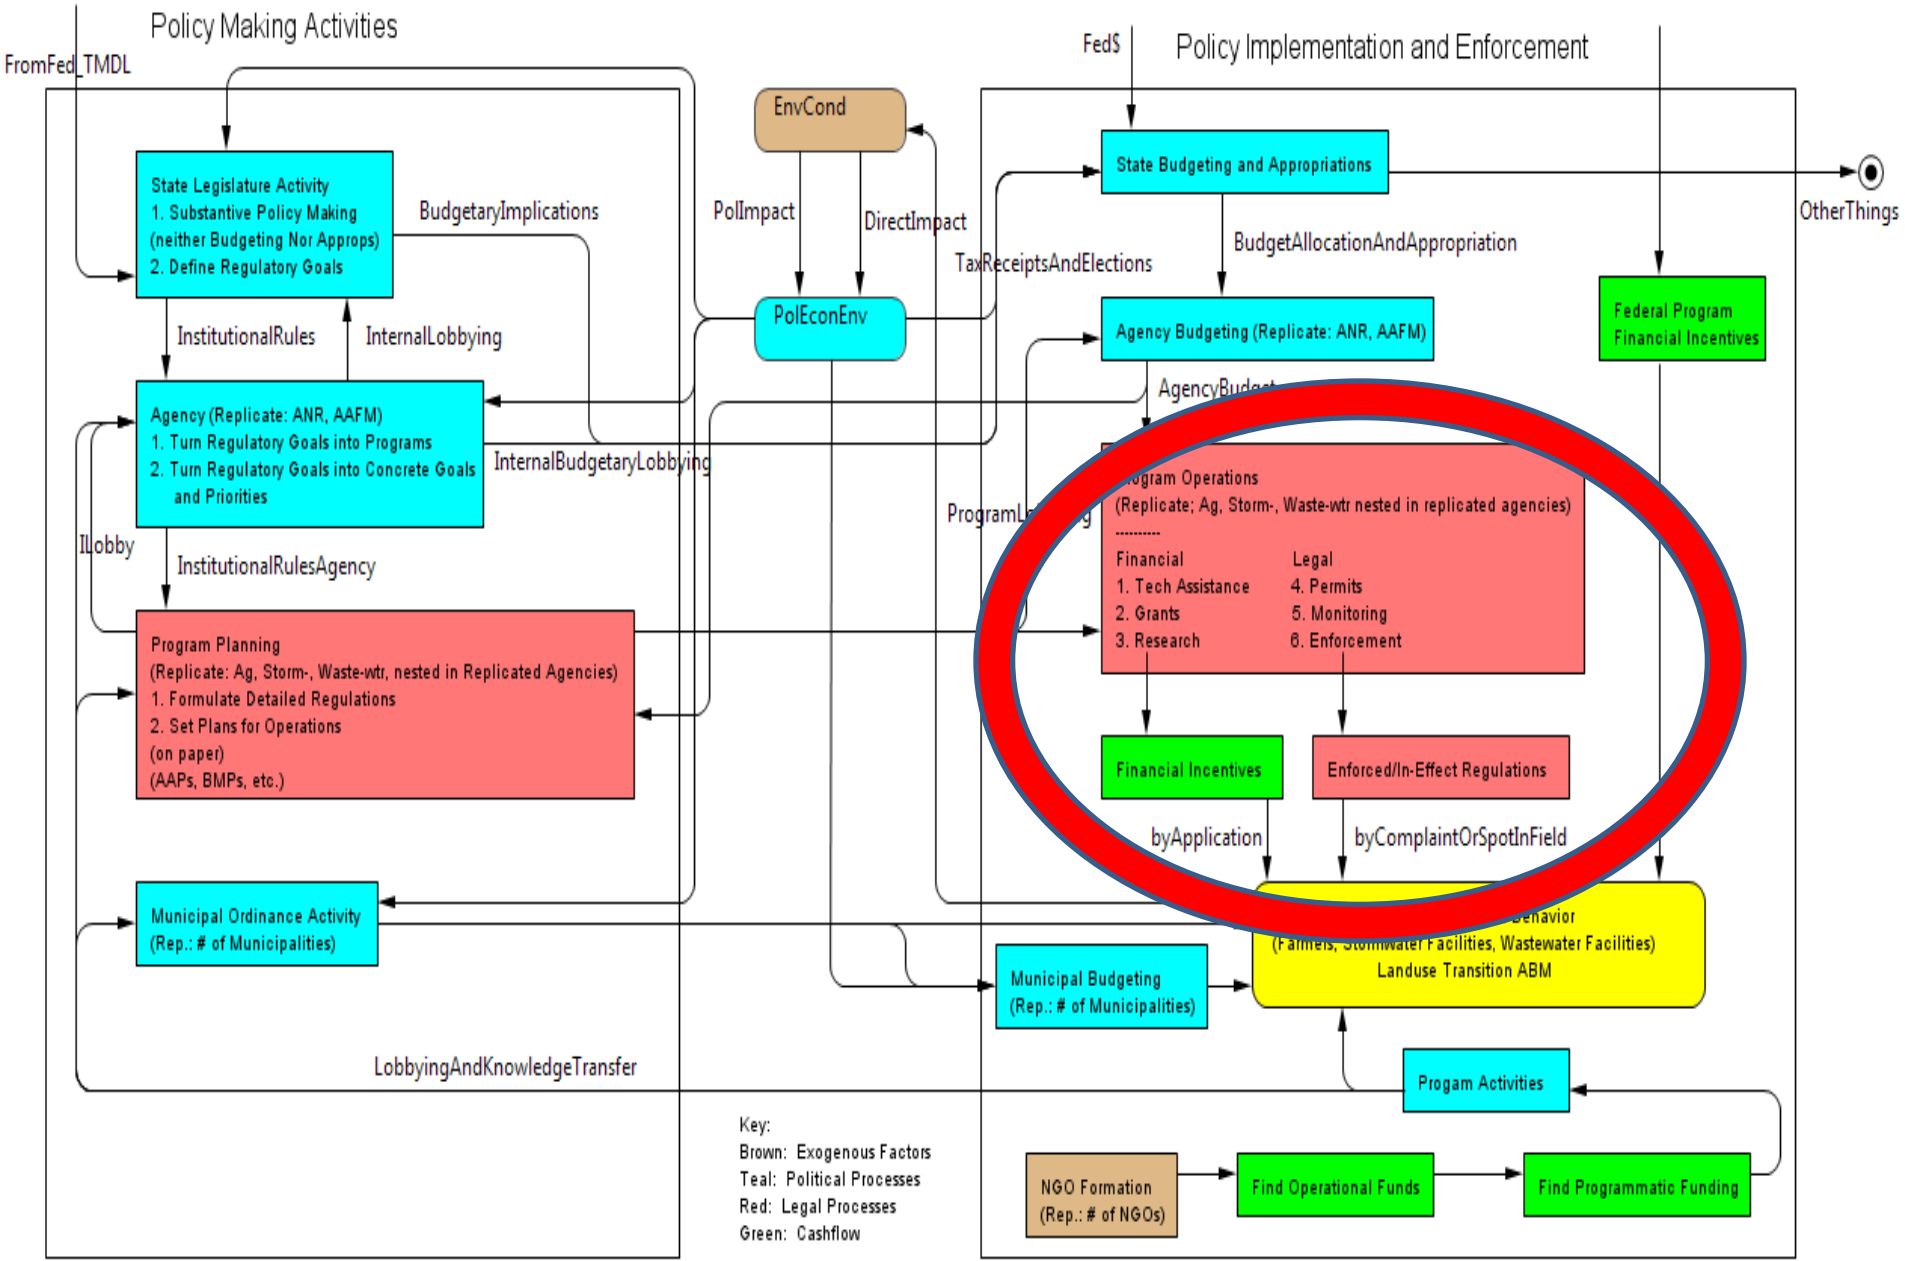 Policy Making Activities
FromFed_TMDL
State Legislature Activity
1. Substantive Policy Making
(neither Budgeting Nor Approps)
2. Define Regulatory Goals
BudgetaryImplications
InstitutionalRules
InternalLobbying
Agency (Replicate: ANR, AAFM)
1. Turn Regulatory Goals into Programs
2. Turn Regulatory Goals into Concrete Goals
and Priorities
InternalBudgetaryLobbying
ILobby
InstitutionalRulesAgency
Program Planning
(Replicate: Ag, Storm-, Waste-wtr, nested in Replicated Agencies)
1. Formulate Detailed Regulations
2. Set Plans for Operations
(on paper)
(AAPs, BMPs, etc.)
Municipal Ordinance Activity
(Rep.: # of Municipalities)
LobbyingAndKnowledgeTransfer
EnvCond
PolImpact
DirectImpact
PolEconEnv
TaxReceiptsAndElections
Policy Implementation and Enforcement
Fed$
State Budgeting and Appropriations
OtherThings
BudgetAllocationAndAppropriation
Agency Budgeting (Replicate: ANR, AAFM)
Federal Program
Financial Incentives
Operations
(Replicate; Ag, Storm-, Waste-wtr nested in replicated agencies)
----------
Financial
1. Tech Assistance
2. Grants
3. Research
Legal
4. Permits
5. Monitoring
6. Enforcement
Financial Incentives
Enforced/In-Effect Regulations
byApplication
byComplaintOrSpotInField
Behavior
(Farmers, Stormwater Facilities, Wastewater Facilities)
Landuse Transition ABM
Municipal Budgeting
(Rep.: # of Municipalities)
Progam Activities
NGO Formation
(Rep.: # of NGOs)
Find Operational Funds
Find Programmatic Funding
Key:
Brown: Exogenous Factors
Teal: Political Processes
Red: Legal Processes
Green: Cashflow